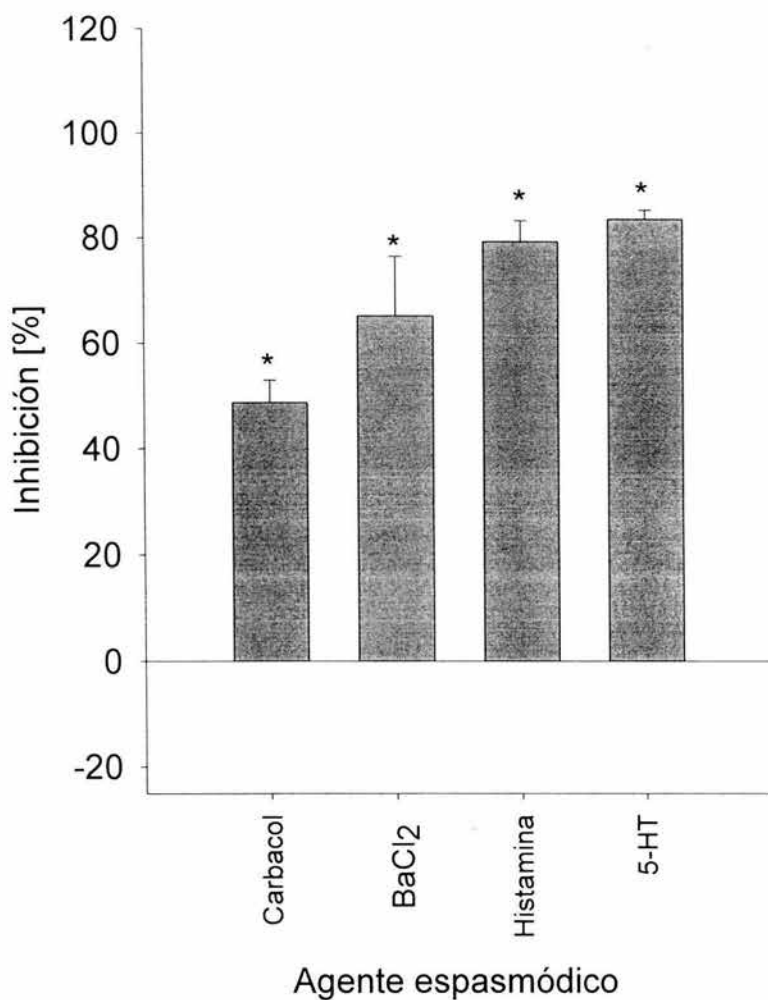 120
100
80
60
40
20
0
-20
Inhibición [%]
*
*
*
*
Carbacol
BaCl2
Histamina
5-HT
Agente espasmódico